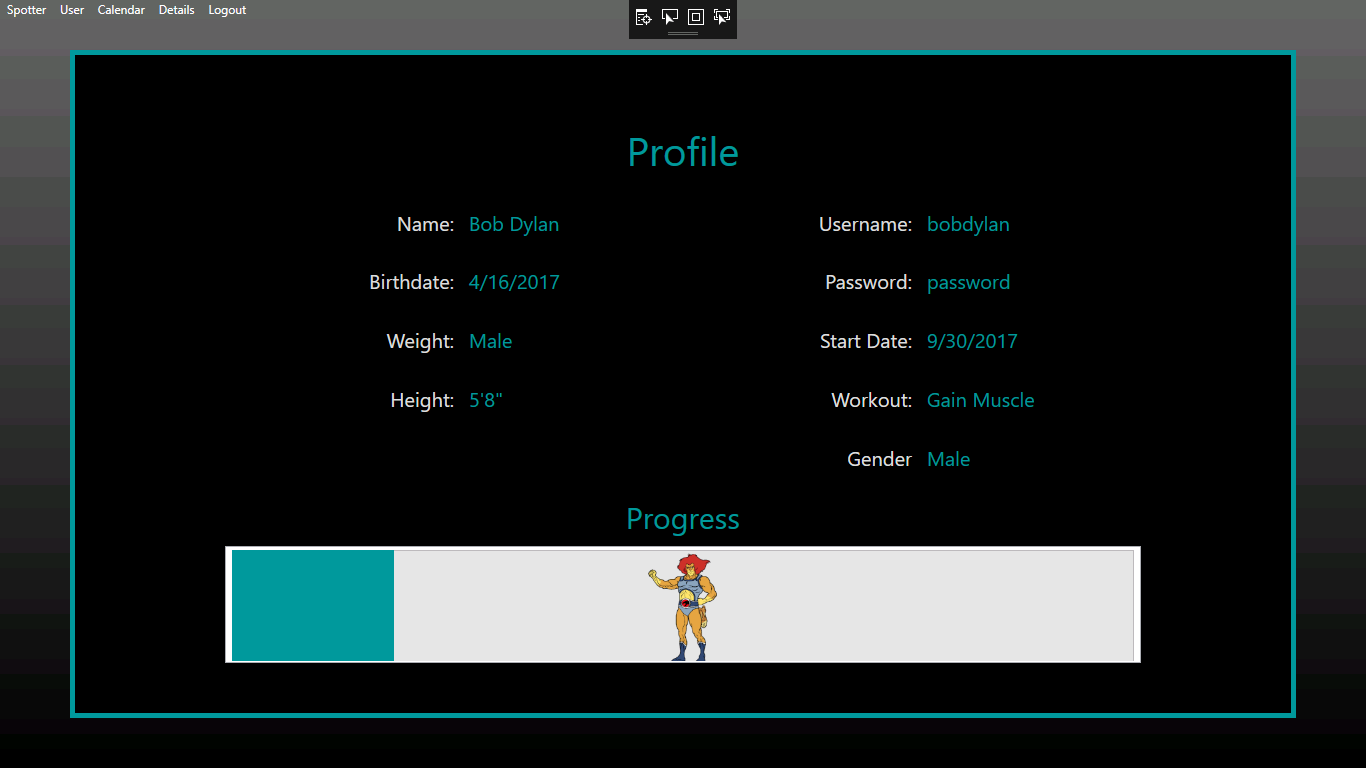 Spotter User Calendar Details Logout
Profile
Name: Bob Dylan Username: bobdylan
Birthdate: 4/16/2017 Password: password
Weight: Male Start Date: 9/30/2017
Height: 5'8" Workout: Gain Muscle
Gender Male
Progress